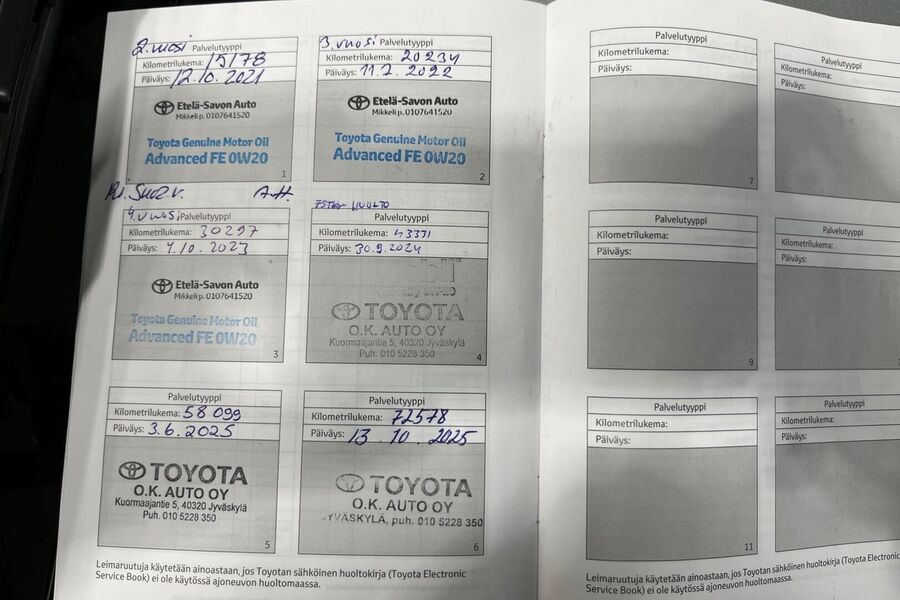 2. vuosi Palvelutyyppi
Kilometrilukema: 15178
Päiväys: 12.10.2021
Etelä-Savon Auto
Mikkeli p. 0107641520
Toyota Genuine Motor Oil
Advanced FE 0W20
1
3. vuosi Palvelutyyppi
Kilometrilukema: 20234
Päiväys: 11.7.2022
Etelä-Savon Auto
Mikkeli p. 0107641520
Toyota Genuine Motor Oil
Advanced FE 0W20
2
4. vuosi Palvelutyyppi
Kilometrilukema: 30297
Päiväys: 4.10.2023
Etelä-Savon Auto
Mikkeli p. 0107641520
Toyota Genuine Motor Oil
Advanced FE 0W20
3
HUOLTO
Palvelutyyppi
Kilometrilukema: 43331
Päiväys: 30.9.2024
TOYOTA
O.K. AUTO OY
Kuormaajantie 5, 40320 Jyväskylä
Puh. 010 5228 350
4
Palvelutyyppi
Kilometrilukema: 58 099
Päiväys: 3.6.2025
TOYOTA
O.K. AUTO OY
Kuormaajantie 5, 40320 Jyväskylä
Puh. 010 5228 350
5
Palvelutyyppi
Kilometrilukema: 72578
Päiväys: 13.10.2025
TOYOTA
O.K. AUTO OY
JYVÄSKYLÄ, puh. 010 5228 350
6
Leimaruutuja käytetään ainoastaan, jos Toyotan sähköinen huoltokirja (Toyota Electronic
Service Book) ei ole käytössä ajoneuvon huoltomaassa.
Palvelutyyppi
Kilometrilukema:
Päiväys:
7
Palvelutyyppi
Kilometrilukema:
Päiväys:
Palvelutyyppi
Kilometrilukema:
Päiväys:
9
Palvelutyyppi
Kilometrilukema:
Päiväys:
Palvelutyyppi
Kilometrilukema:
Päiväys:
11
Palvelutyyppi
Kilometrilukema:
Päiväys:
Leimaruutuja käytetään ainoastaan, jos Toyotan sähköinen huoltokirja (Toyota Electronic
Service Book) ei ole käytössä ajoneuvon huoltomaassa.